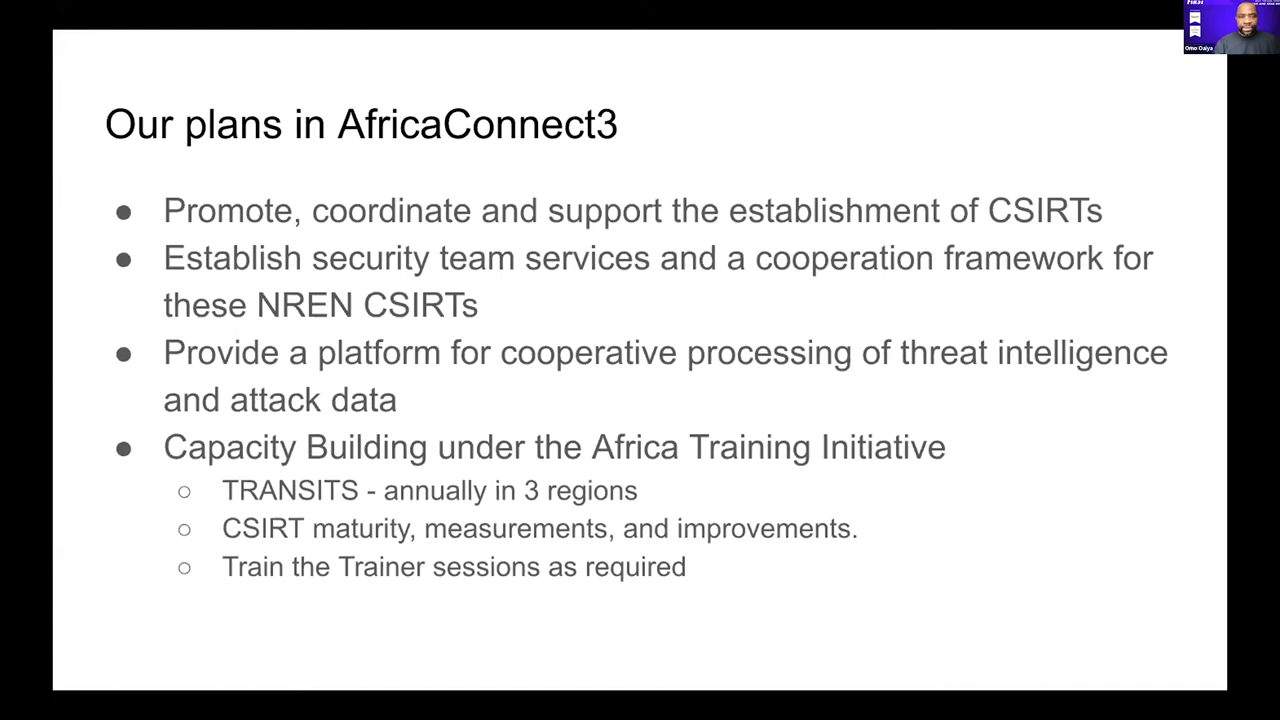 Our plans in AfricaConnect3
● Promote, coordinate and support the establishment of CSIRTs
● Establish security team services and a cooperation framework for
these NREN CSIRTs
● Provide a platform for cooperative processing of threat intelligence
and attack data
● Capacity Building under the Africa Training Initiative
○ TRANSITS - annually in 3 regions
○ CSIRT maturity, measurements, and improvements.
○ Train the Trainer sessions as required
Omo Oaiya